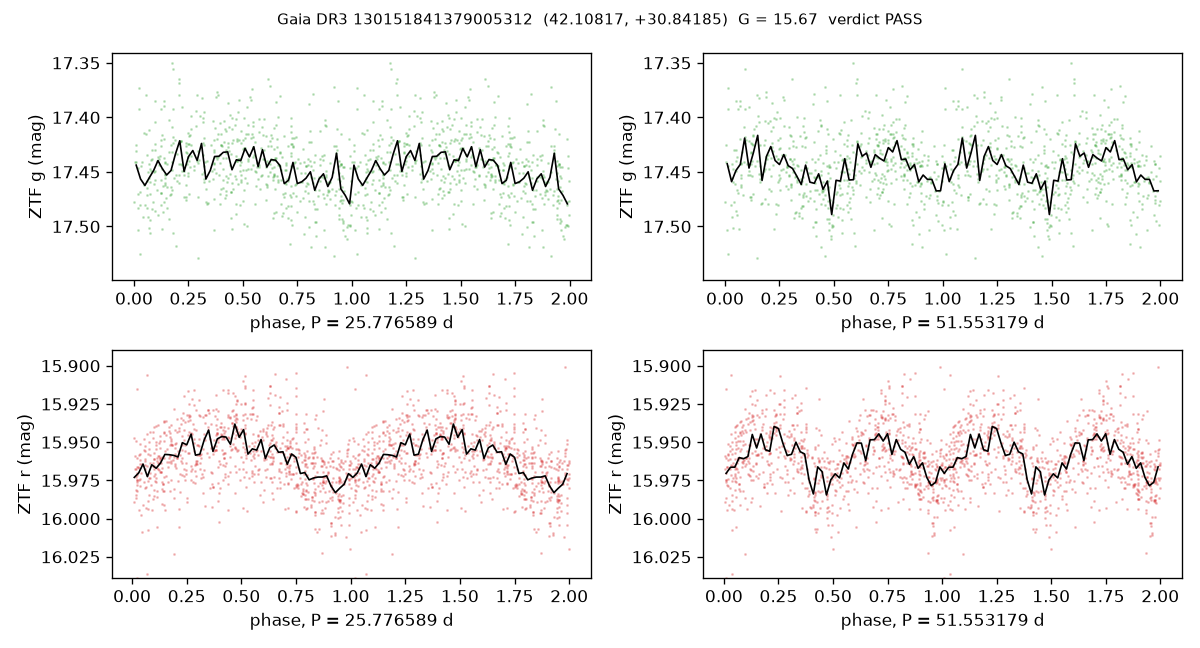 Gaia DR3 130151841379005312 (42.10817, +30.84185) G = 15.67 verdict PASS
ZTF g (mag)
17.35
17.40
17.45
17.50
0.00 0.25 0.50 0.75 1.00 1.25 1.50 1.75 2.00
phase, P = 25.776589 d
ZTF g (mag)
17.35
17.40
17.45
17.50
0.00 0.25 0.50 0.75 1.00 1.25 1.50 1.75 2.00
phase, P = 51.553179 d
ZTF r (mag)
15.900
15.925
15.950
15.975
16.000
16.025
0.00 0.25 0.50 0.75 1.00 1.25 1.50 1.75 2.00
phase, P = 25.776589 d
ZTF r (mag)
15.900
15.925
15.950
15.975
16.000
16.025
0.00 0.25 0.50 0.75 1.00 1.25 1.50 1.75 2.00
phase, P = 51.553179 d